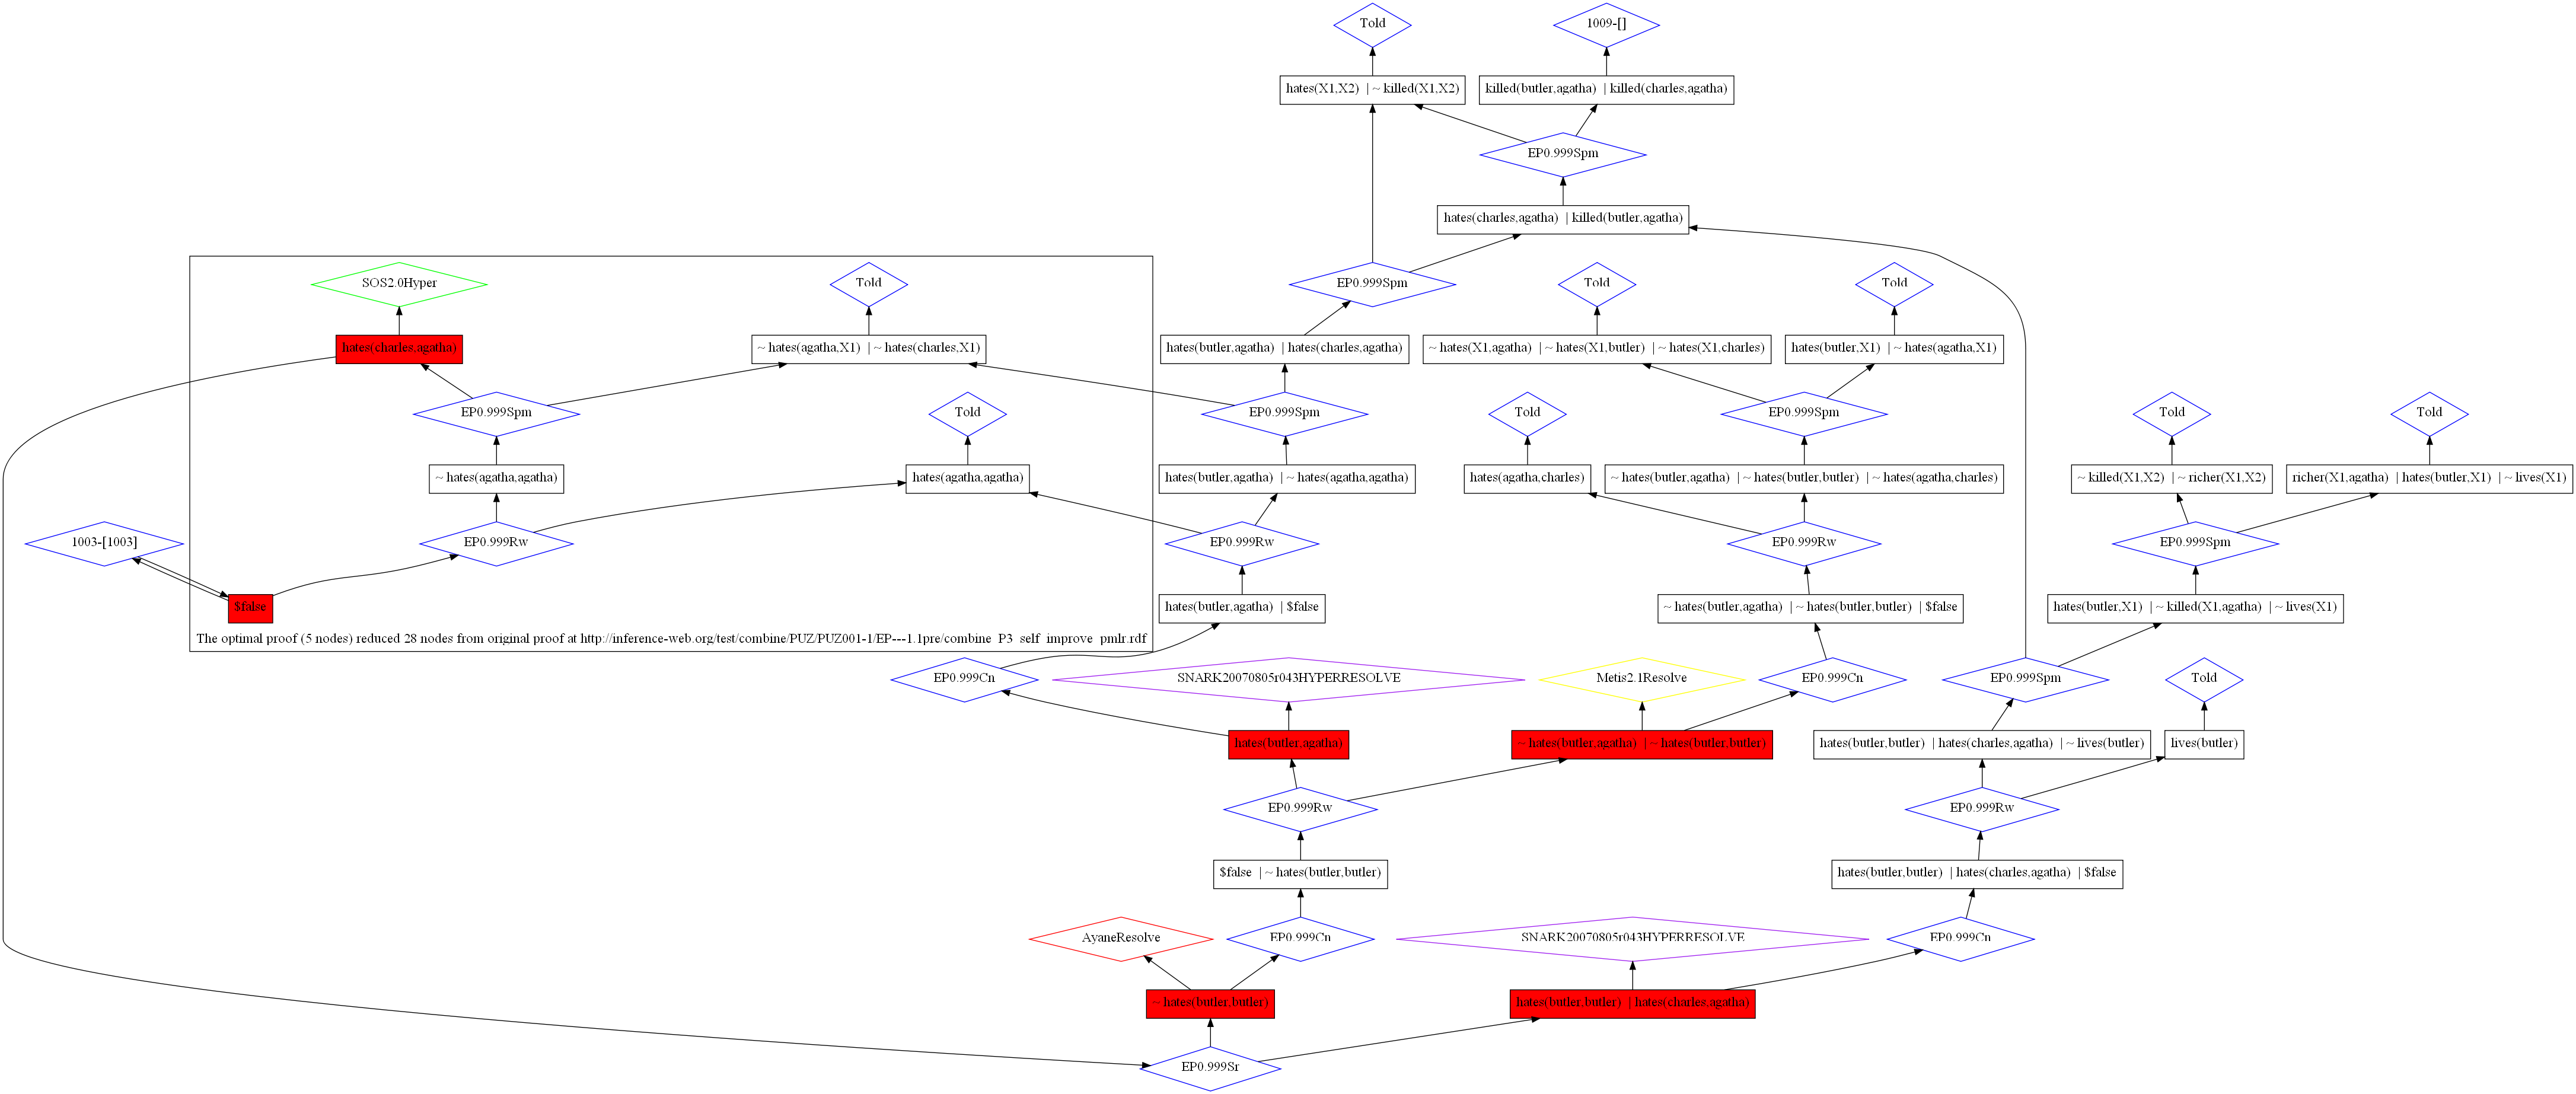 Told
1009-[]
hates(X1,X2) | ~ killed(X1,X2)
killed(butler,agatha) | killed(charles,agatha)
EP0.999Spm
hates(charles,agatha) | killed(butler,agatha)
SOS2.0Hyper
Told
EP0.999Spm
Told
Told
hates(charles,agatha)
~ hates(agatha,X1) | ~ hates(charles,X1)
hates(butler,agatha) | hates(charles,agatha)
~ hates(X1,agatha) | ~ hates(X1,butler) | ~ hates(X1,charles)
hates(butler,X1) | ~ hates(agatha,X1)
EP0.999Spm
Told
EP0.999Spm
Told
EP0.999Spm
Told
Told
~ hates(agatha,agatha)
hates(agatha,agatha)
hates(butler,agatha) | ~ hates(agatha,agatha)
hates(agatha,charles)
~ hates(butler,agatha) | ~ hates(butler,butler) | ~ hates(agatha,charles)
~ killed(X1,X2) | ~ richer(X1,X2)
richer(X1,agatha) | hates(butler,X1) | ~ lives(X1)
1003-[1003]
EP0.999Rw
EP0.999Rw
EP0.999Rw
EP0.999Spm
$false
hates(butler,agatha) | $false
~ hates(butler,agatha) | ~ hates(butler,butler) | $false
hates(butler,X1) | ~ killed(X1,agatha) | ~ lives(X1)
The optimal proof (5 nodes) reduced 28 nodes from original proof at http://inference-web.org/test/combine/PUZ/PUZ001-1/EP---1.1pre/combine_P3_self_improve_pmlr.rdf
EP0.999Cn
SNARK20070805r043HYPERRESOLVE
Metis2.1Resolve
EP0.999Cn
EP0.999Spm
Told
hates(butler,agatha)
~ hates(butler,agatha) | ~ hates(butler,butler)
hates(butler,butler) | hates(charles,agatha) | ~ lives(butler)
lives(butler)
EP0.999Rw
EP0.999Rw
$false | ~ hates(butler,butler)
hates(butler,butler) | hates(charles,agatha) | $false
AyaneResolve
EP0.999Cn
SNARK20070805r043HYPERRESOLVE
EP0.999Cn
~ hates(butler,butler)
hates(butler,butler) | hates(charles,agatha)
EP0.999Sr